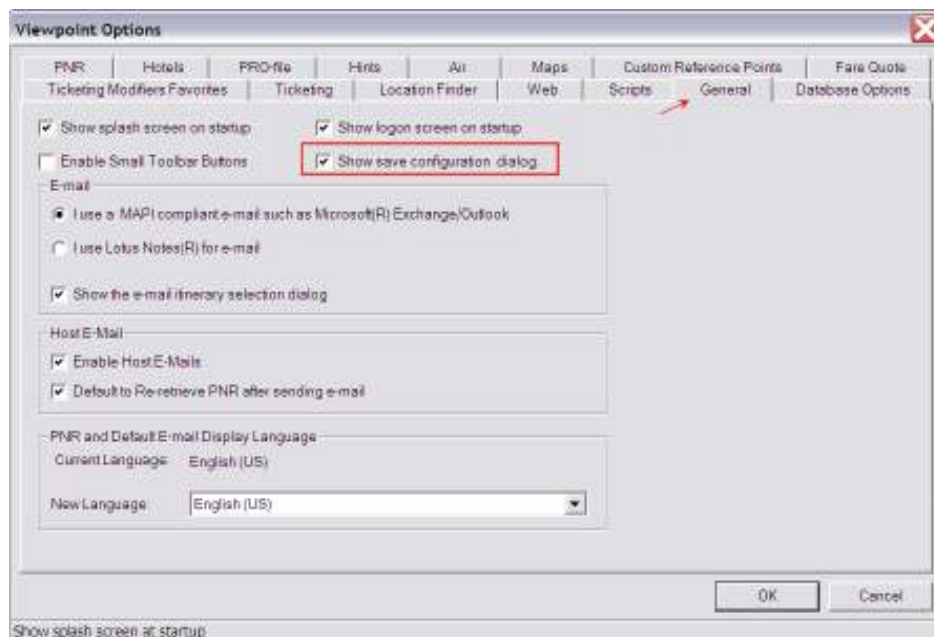 Viewpoint Options
PNR Hotels PRO-file Hints Air Maps Custom Reference Points Fare Quote
Ticketing Modifiers Favorites Ticketing Location Finder Web Scripts General Database Options
Show splash screen on startup Show logon screen on startup
Enable Small Toolbar Buttons Show save configuration dialog
E-mail
I use a MAPI compliant e-mail such as Microsoft(R) Exchange/Outlook
I use Lotus Notes(R) for e-mail
Show the e-mail itinerary selection dialog
Host E-Mail
Enable Host E-Mails
Default to Re-retrieve PNR after sending e-mail
PNR and Default E-mail Display Language
Current Language: English (US)
New Language: English (US)
OK Cancel
Show splash screen at startup